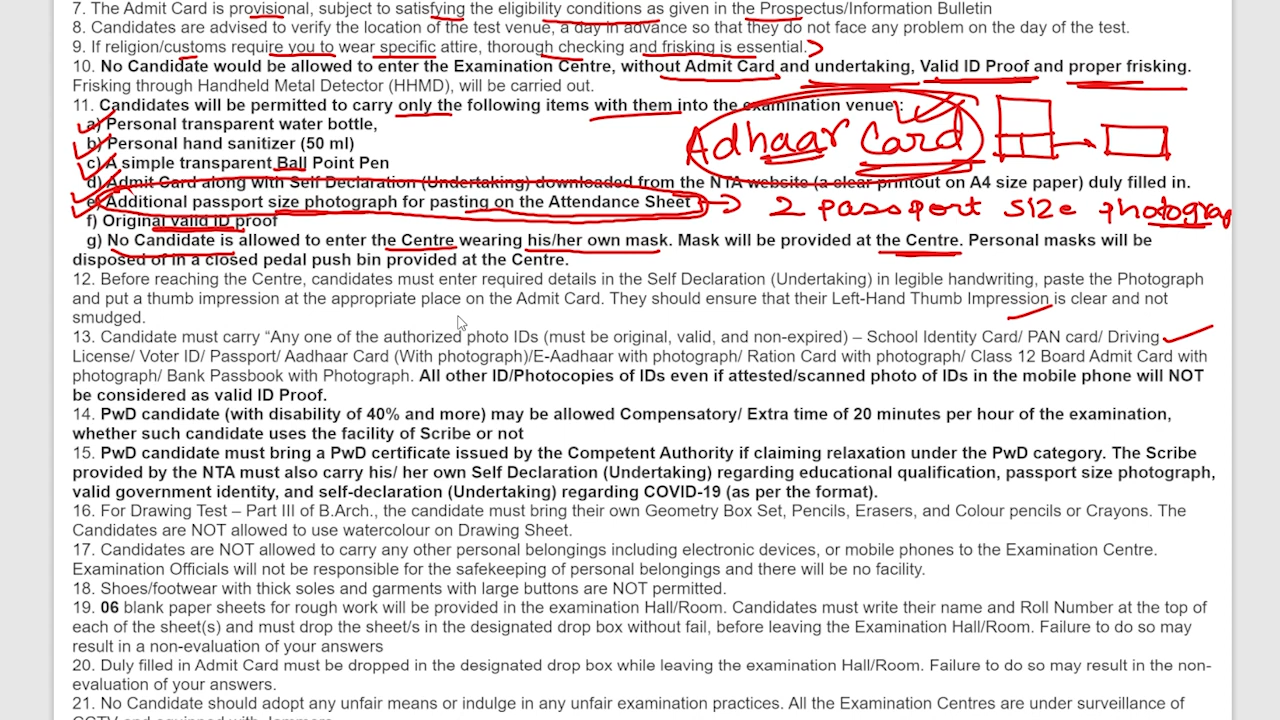 7. The Admit Card is provisional, subject to satisfying the eligibility conditions as given in the Prospectus/Information Bulletin
8. Candidates are advised to verify the location of the test venue, a day in advance so that they do not face any problem on the day of the test.
9. If religion/customs require you to wear specific attire, thorough checking and frisking is essential.
10. No Candidate would be allowed to enter the Examination Centre, without Admit Card and undertaking, Valid ID Proof and proper frisking.
Frisking through Handheld Metal Detector (HHMD), will be carried out.
11. Candidates will be permitted to carry only the following items with them into the examination venue:
a) Personal transparent water bottle,
b) Personal hand sanitizer (50 ml)
Adhaar Card
c) A simple transparent Ball Point Pen
d) Admit Card along with Self Declaration (Undertaking) downloaded from the NTA website (a clear printout on A4 size paper) duly filled in.
e) Additional passport size photograph for pasting on the Attendance Sheet
2 passport size photograp
f) Original valid ID proof
g) No Candidate is allowed to enter the Centre wearing his/her own mask. Mask will be provided at the Centre. Personal masks will be
disposed of in a closed pedal push bin provided at the Centre.
12. Before reaching the Centre, candidates must enter required details in the Self Declaration (Undertaking) in legible handwriting, paste the Photograph
and put a thumb impression at the appropriate place on the Admit Card. They should ensure that their Left-Hand Thumb Impression is clear and not
smudged.
13. Candidate must carry “Any one of the authorized photo IDs (must be original, valid, and non-expired) – School Identity Card/ PAN card/ Driving
License/ Voter ID/ Passport/ Aadhaar Card (With photograph)/E-Aadhaar with photograph/ Ration Card with photograph/ Class 12 Board Admit Card with
photograph/ Bank Passbook with Photograph. All other ID/Photocopies of IDs even if attested/scanned photo of IDs in the mobile phone will NOT
be considered as valid ID Proof.
14. PwD candidate (with disability of 40% and more) may be allowed Compensatory/ Extra time of 20 minutes per hour of the examination,
whether such candidate uses the facility of Scribe or not
15. PwD candidate must bring a PwD certificate issued by the Competent Authority if claiming relaxation under the PwD category. The Scribe
provided by the NTA must also carry his/ her own Self Declaration (Undertaking) regarding educational qualification, passport size photograph,
valid government identity, and self-declaration (Undertaking) regarding COVID-19 (as per the format).
16. For Drawing Test – Part III of B.Arch., the candidate must bring their own Geometry Box Set, Pencils, Erasers, and Colour pencils or Crayons. The
Candidates are NOT allowed to use watercolour on Drawing Sheet.
17. Candidates are NOT allowed to carry any other personal belongings including electronic devices, or mobile phones to the Examination Centre.
Examination Officials will not be responsible for the safekeeping of personal belongings and there will be no facility.
18. Shoes/footwear with thick soles and garments with large buttons are NOT permitted.
19. 06 blank paper sheets for rough work will be provided in the examination Hall/Room. Candidates must write their name and Roll Number at the top of
each of the sheet(s) and must drop the sheet/s in the designated drop box without fail, before leaving the Examination Hall/Room. Failure to do so may
result in a non-evaluation of your answers
20. Duly filled in Admit Card must be dropped in the designated drop box while leaving the examination Hall/Room. Failure to do so may result in the non-
evaluation of your answers.
21. No Candidate should adopt any unfair means or indulge in any unfair examination practices. All the Examination Centres are under surveillance of